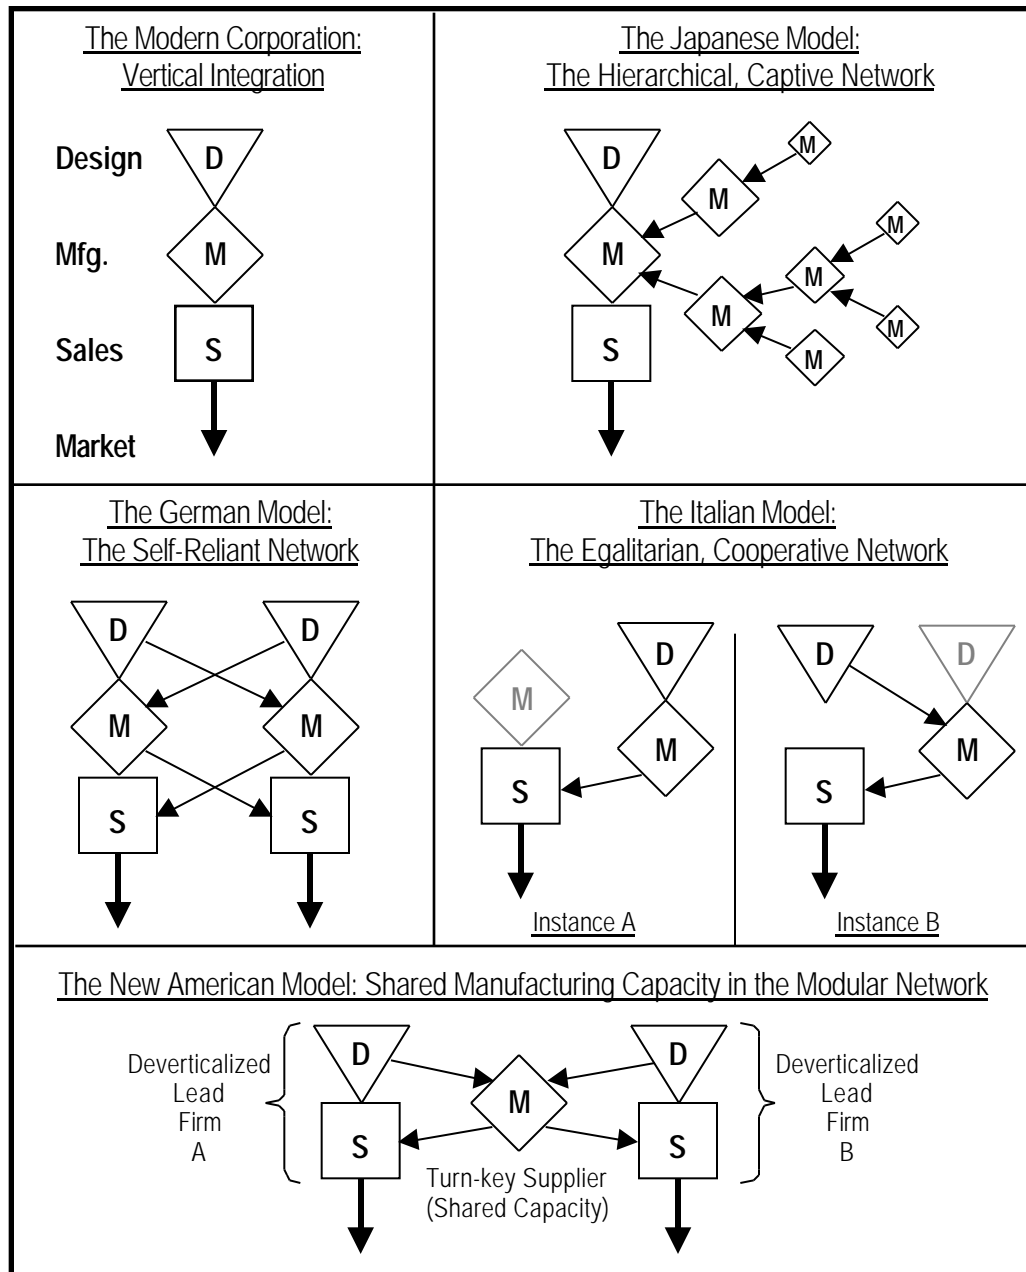 The Modern Corporation:
Vertical Integration
Design
D
Mfg.
M
Sales
S
Market
The Japanese Model:
The Hierarchical, Captive Network
D
M
M
M
M
M
M
M
M
S
The German Model:
The Self-Reliant Network
D
D
M
M
S
S
The Italian Model:
The Egalitarian, Cooperative Network
M
D
M
S
Instance A
D
D
M
S
Instance B
The New American Model: Shared Manufacturing Capacity in the Modular Network
Deverticalized
Lead
Firm
A
D
S
M
Turn-key Supplier
(Shared Capacity)
D
S
Deverticalized
Lead
Firm
B